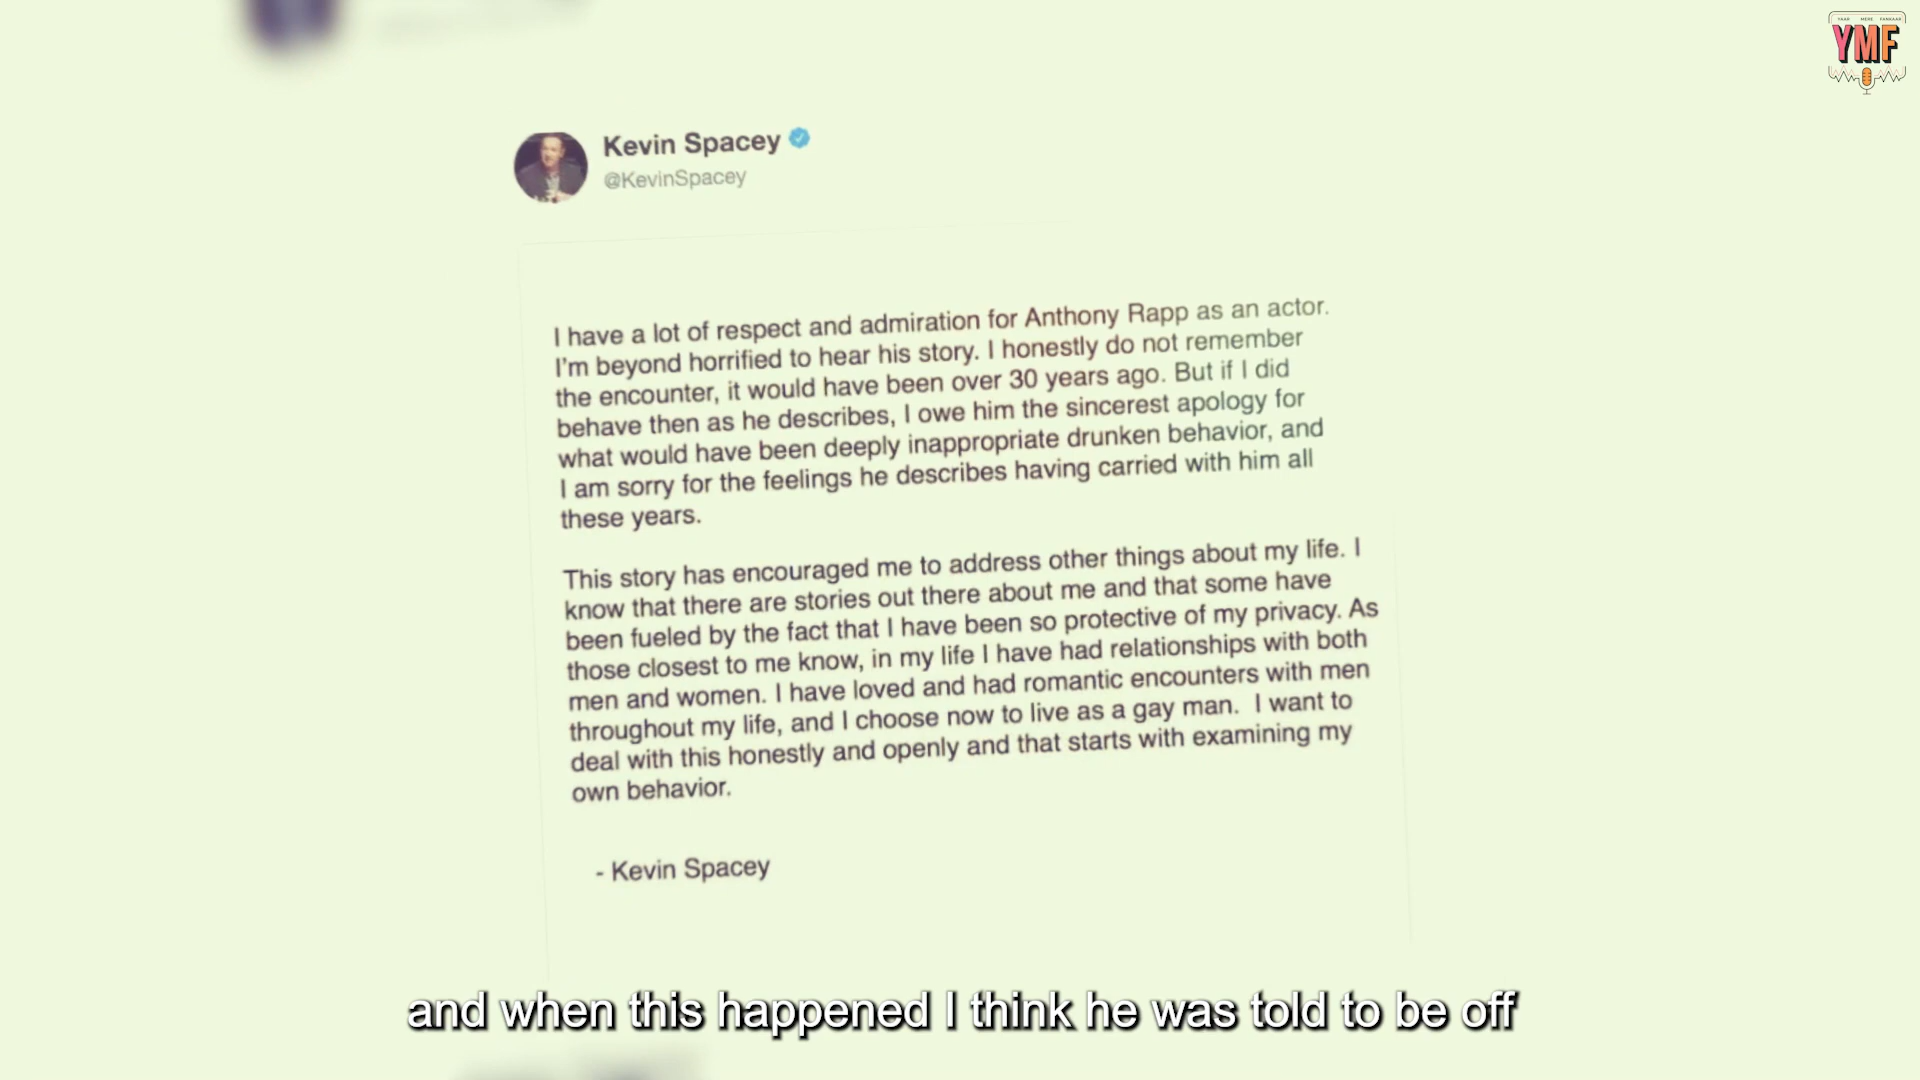 YAAR MERE FANKAAR
YMF
Kevin Spacey
@KevinSpacey
I have a lot of respect and admiration for Anthony Rapp as an actor.
I'm beyond horrified to hear his story. I honestly do not remember
the encounter, it would have been over 30 years ago. But if I did
behave then as he describes, I owe him the sincerest apology for
what would have been deeply inappropriate drunken behavior, and
I am sorry for the feelings he describes having carried with him all
these years.
This story has encouraged me to address other things about my life. I
know that there are stories out there about me and that some have
been fueled by the fact that I have been so protective of my privacy. As
those closest to me know, in my life I have had relationships with both
men and women. I have loved and had romantic encounters with men
throughout my life, and I choose now to live as a gay man. I want to
deal with this honestly and openly and that starts with examining my
own behavior.
- Kevin Spacey
and when this happened I think he was told to be off